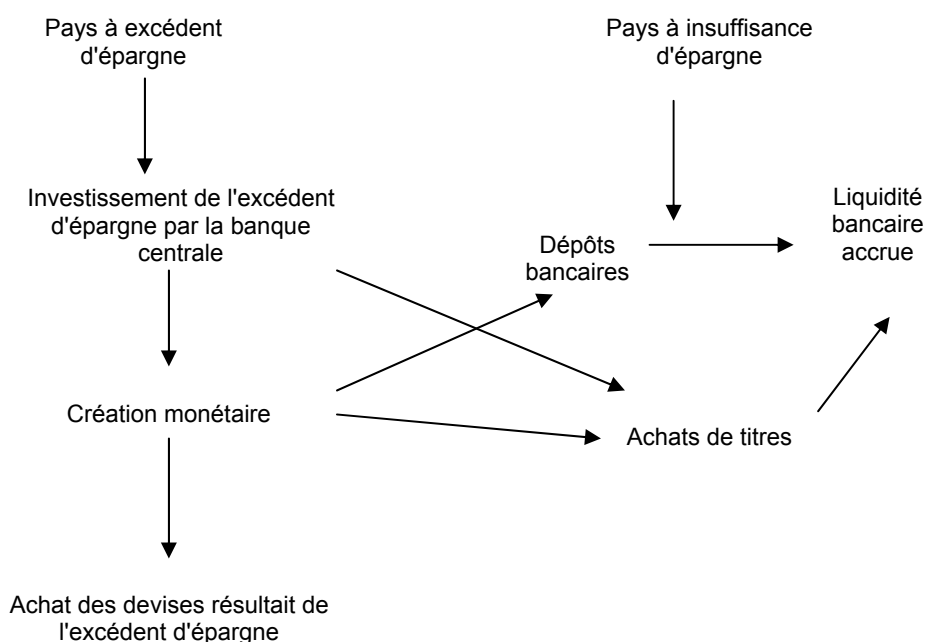 Pays à excédent
d'épargne
Pays à insuffisance
d'épargne
Investissement de l'excédent
d'épargne par la banque
centrale
Dépôts
bancaires
Liquidité
bancaire
accrue
Création monétaire
Achats de titres
Achat des devises résultait de
l'excédent d'épargne